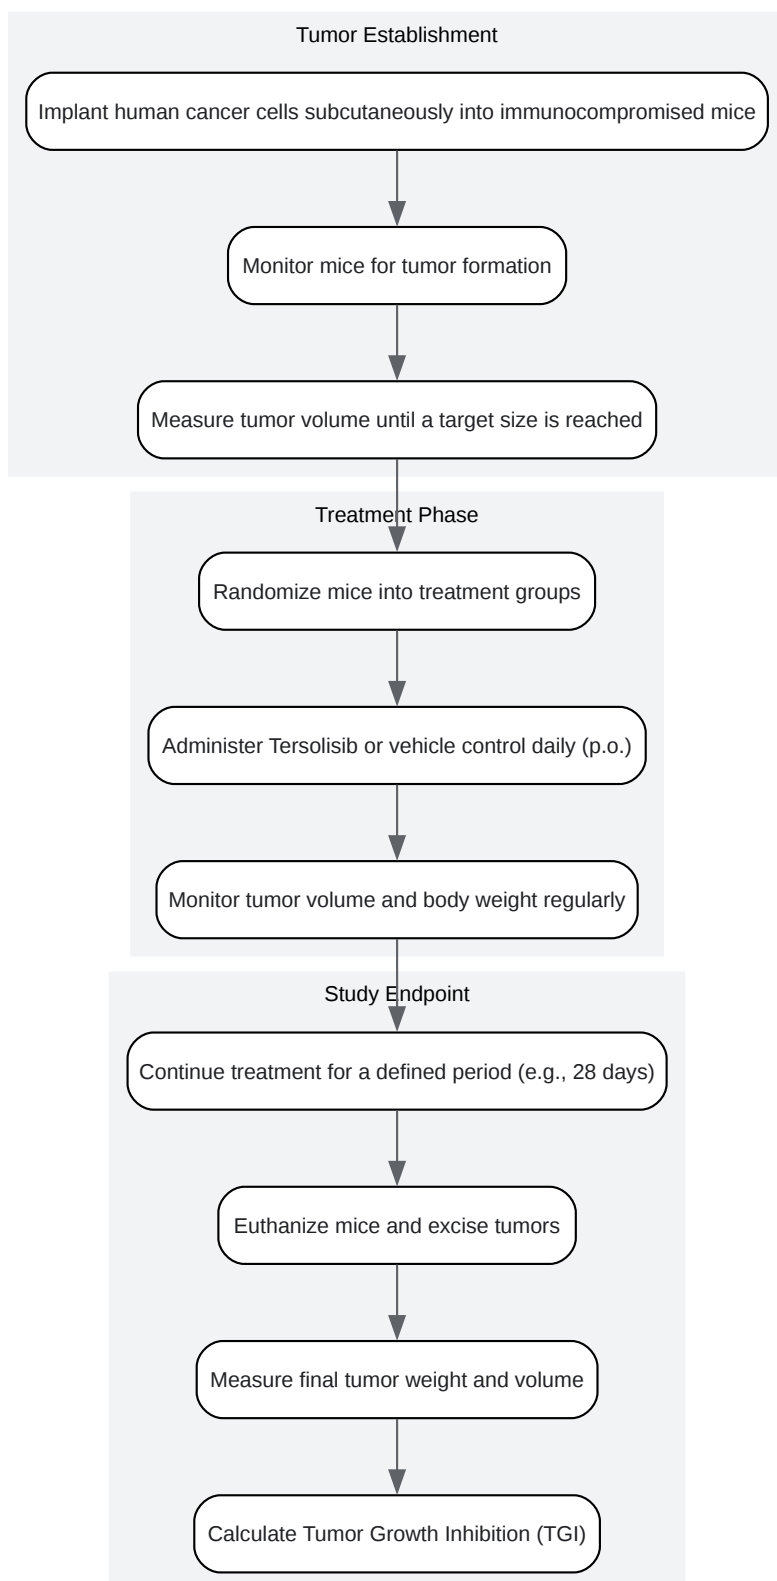 Tumor Establishment
Implant human cancer cells subcutaneously into immunocompromised mice
Monitor mice for tumor formation
Measure tumor volume until a target size is reached
Treatment Phase
Randomize mice into treatment groups
Administer Tersolisib or vehicle control daily (p.o.)
Monitor tumor volume and body weight regularly
Study Endpoint
Continue treatment for a defined period (e.g., 28 days)
Euthanize mice and excise tumors
Measure final tumor weight and volume
Calculate Tumor Growth Inhibition (TGI)